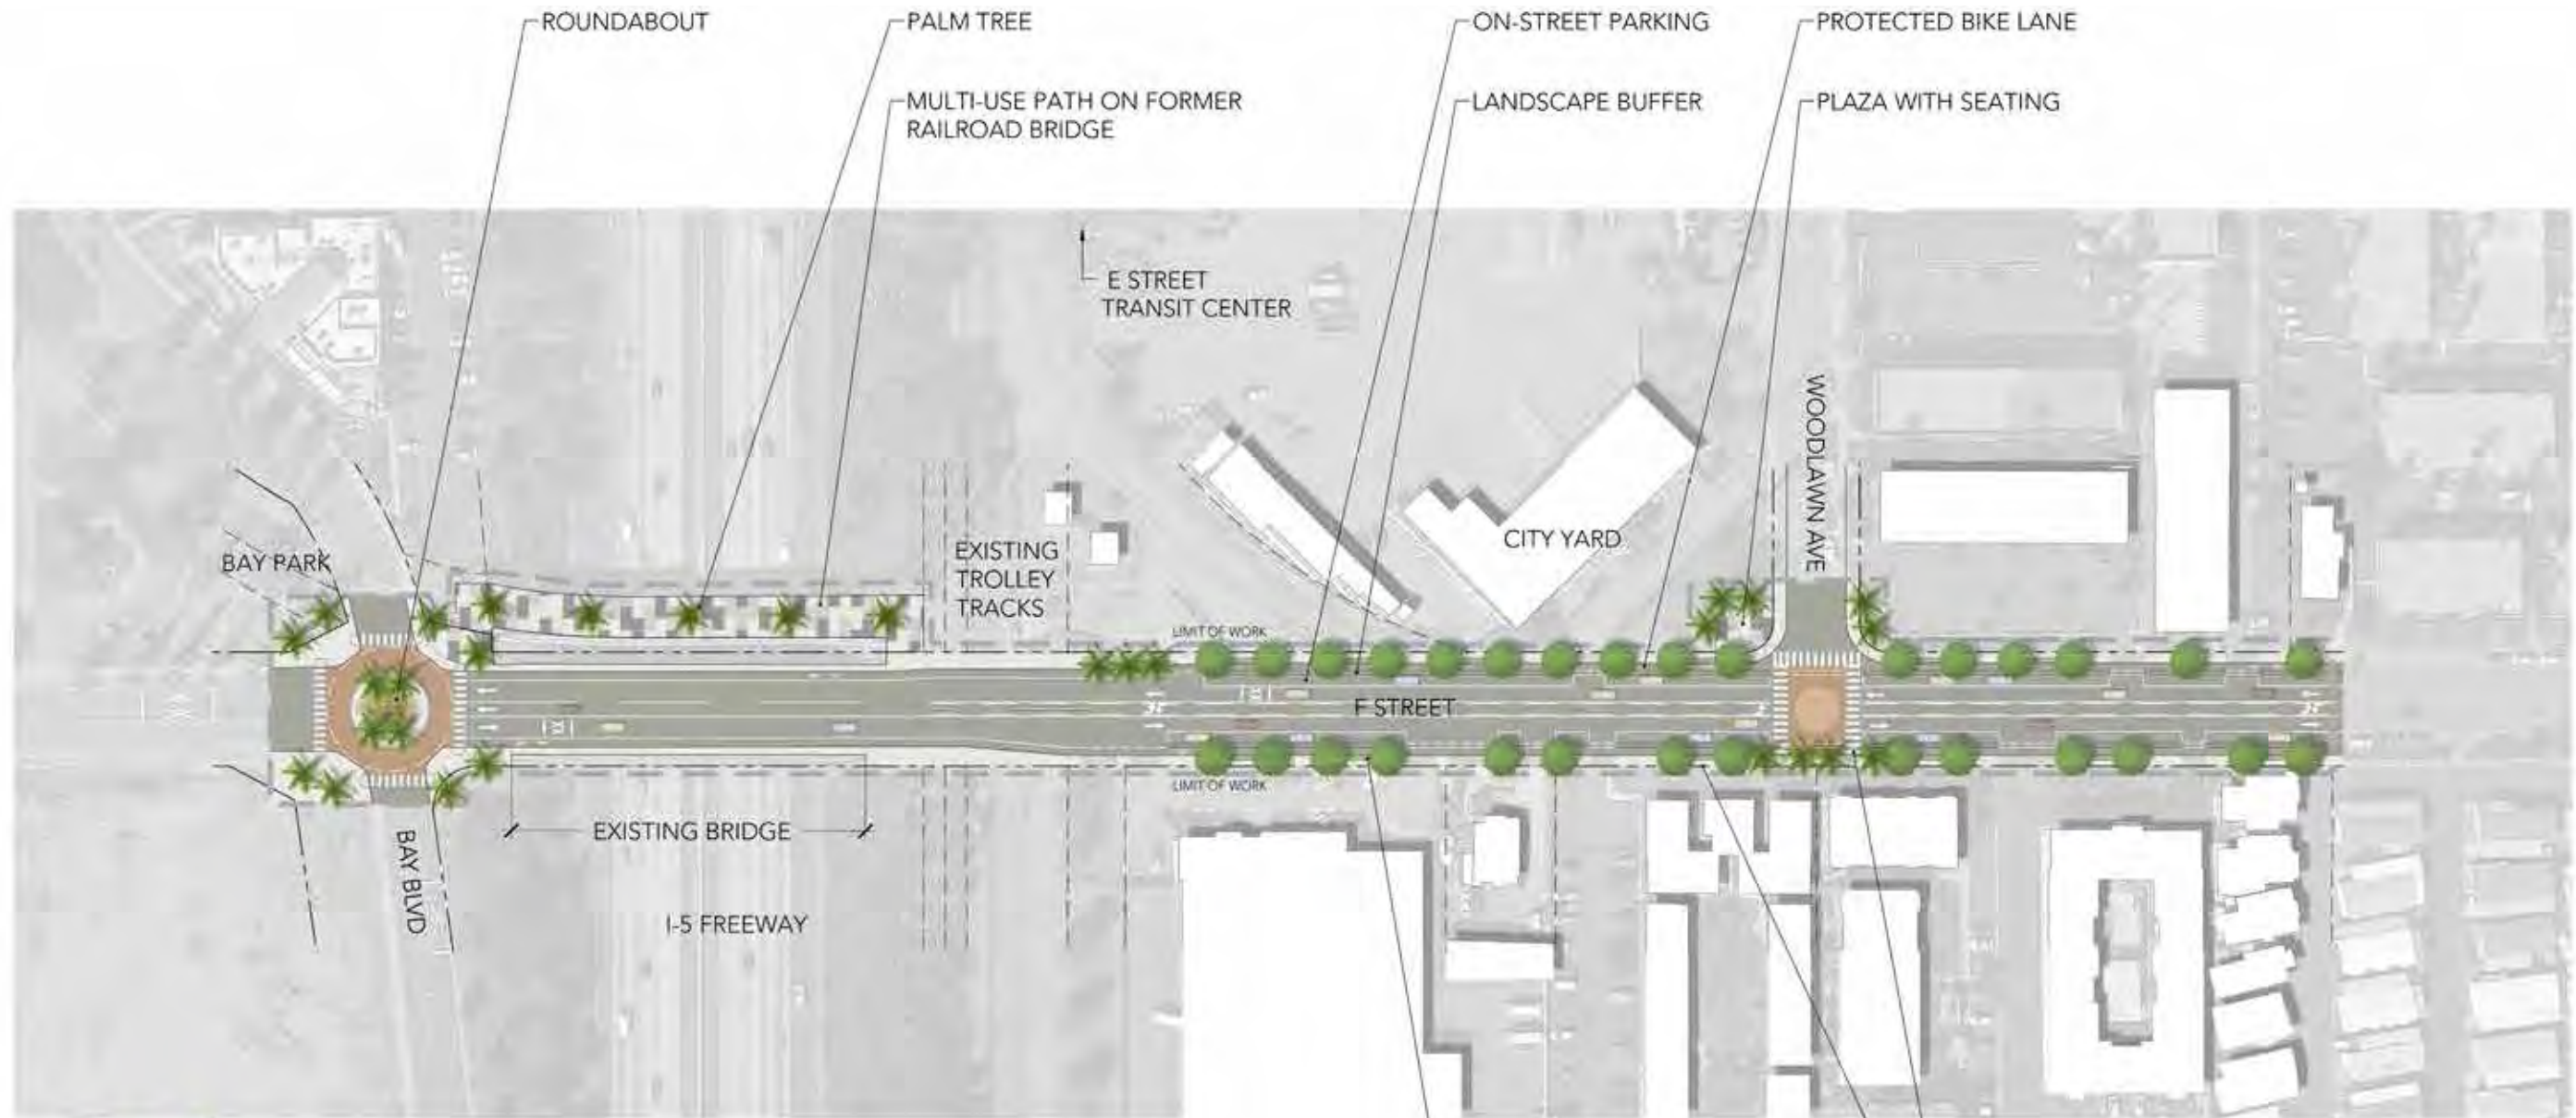 ROUNDABOUT
PALM TREE
ON-STREET PARKING
PROTECTED BIKE LANE
MULTI-USE PATH ON FORMER
RAILROAD BRIDGE
LANDSCAPE BUFFER
PLAZA WITH SEATING
E STREET
TRANSIT CENTER
WOODLAWN AVE
BAY PARK
EXISTING
TROLLEY
TRACKS
CITY YARD
LIMIT OF WORK
F STREET
LIMIT OF WORK
EXISTING BRIDGE
BAY BLVD
I-5 FREEWAY